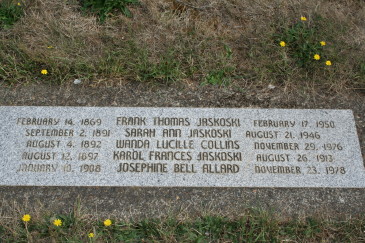 FEBRUARY 14, 1869 FRANK THOMAS JASKOSKI FEBRUARY 17, 1950
SEPTEMBER 2, 1891 SARAH ANN JASKOSKI AUGUST 21, 1946
AUGUST 4, 1892 WANDA LUCILLE COLLINS NOVEMBER 29, 1976
AUGUST 12, 1897 KAROL FRANCES JASKOSKI AUGUST 26, 1913
JANUARY 10, 1908 JOSEPHINE BELL ALLARD NOVEMBER 23, 1978